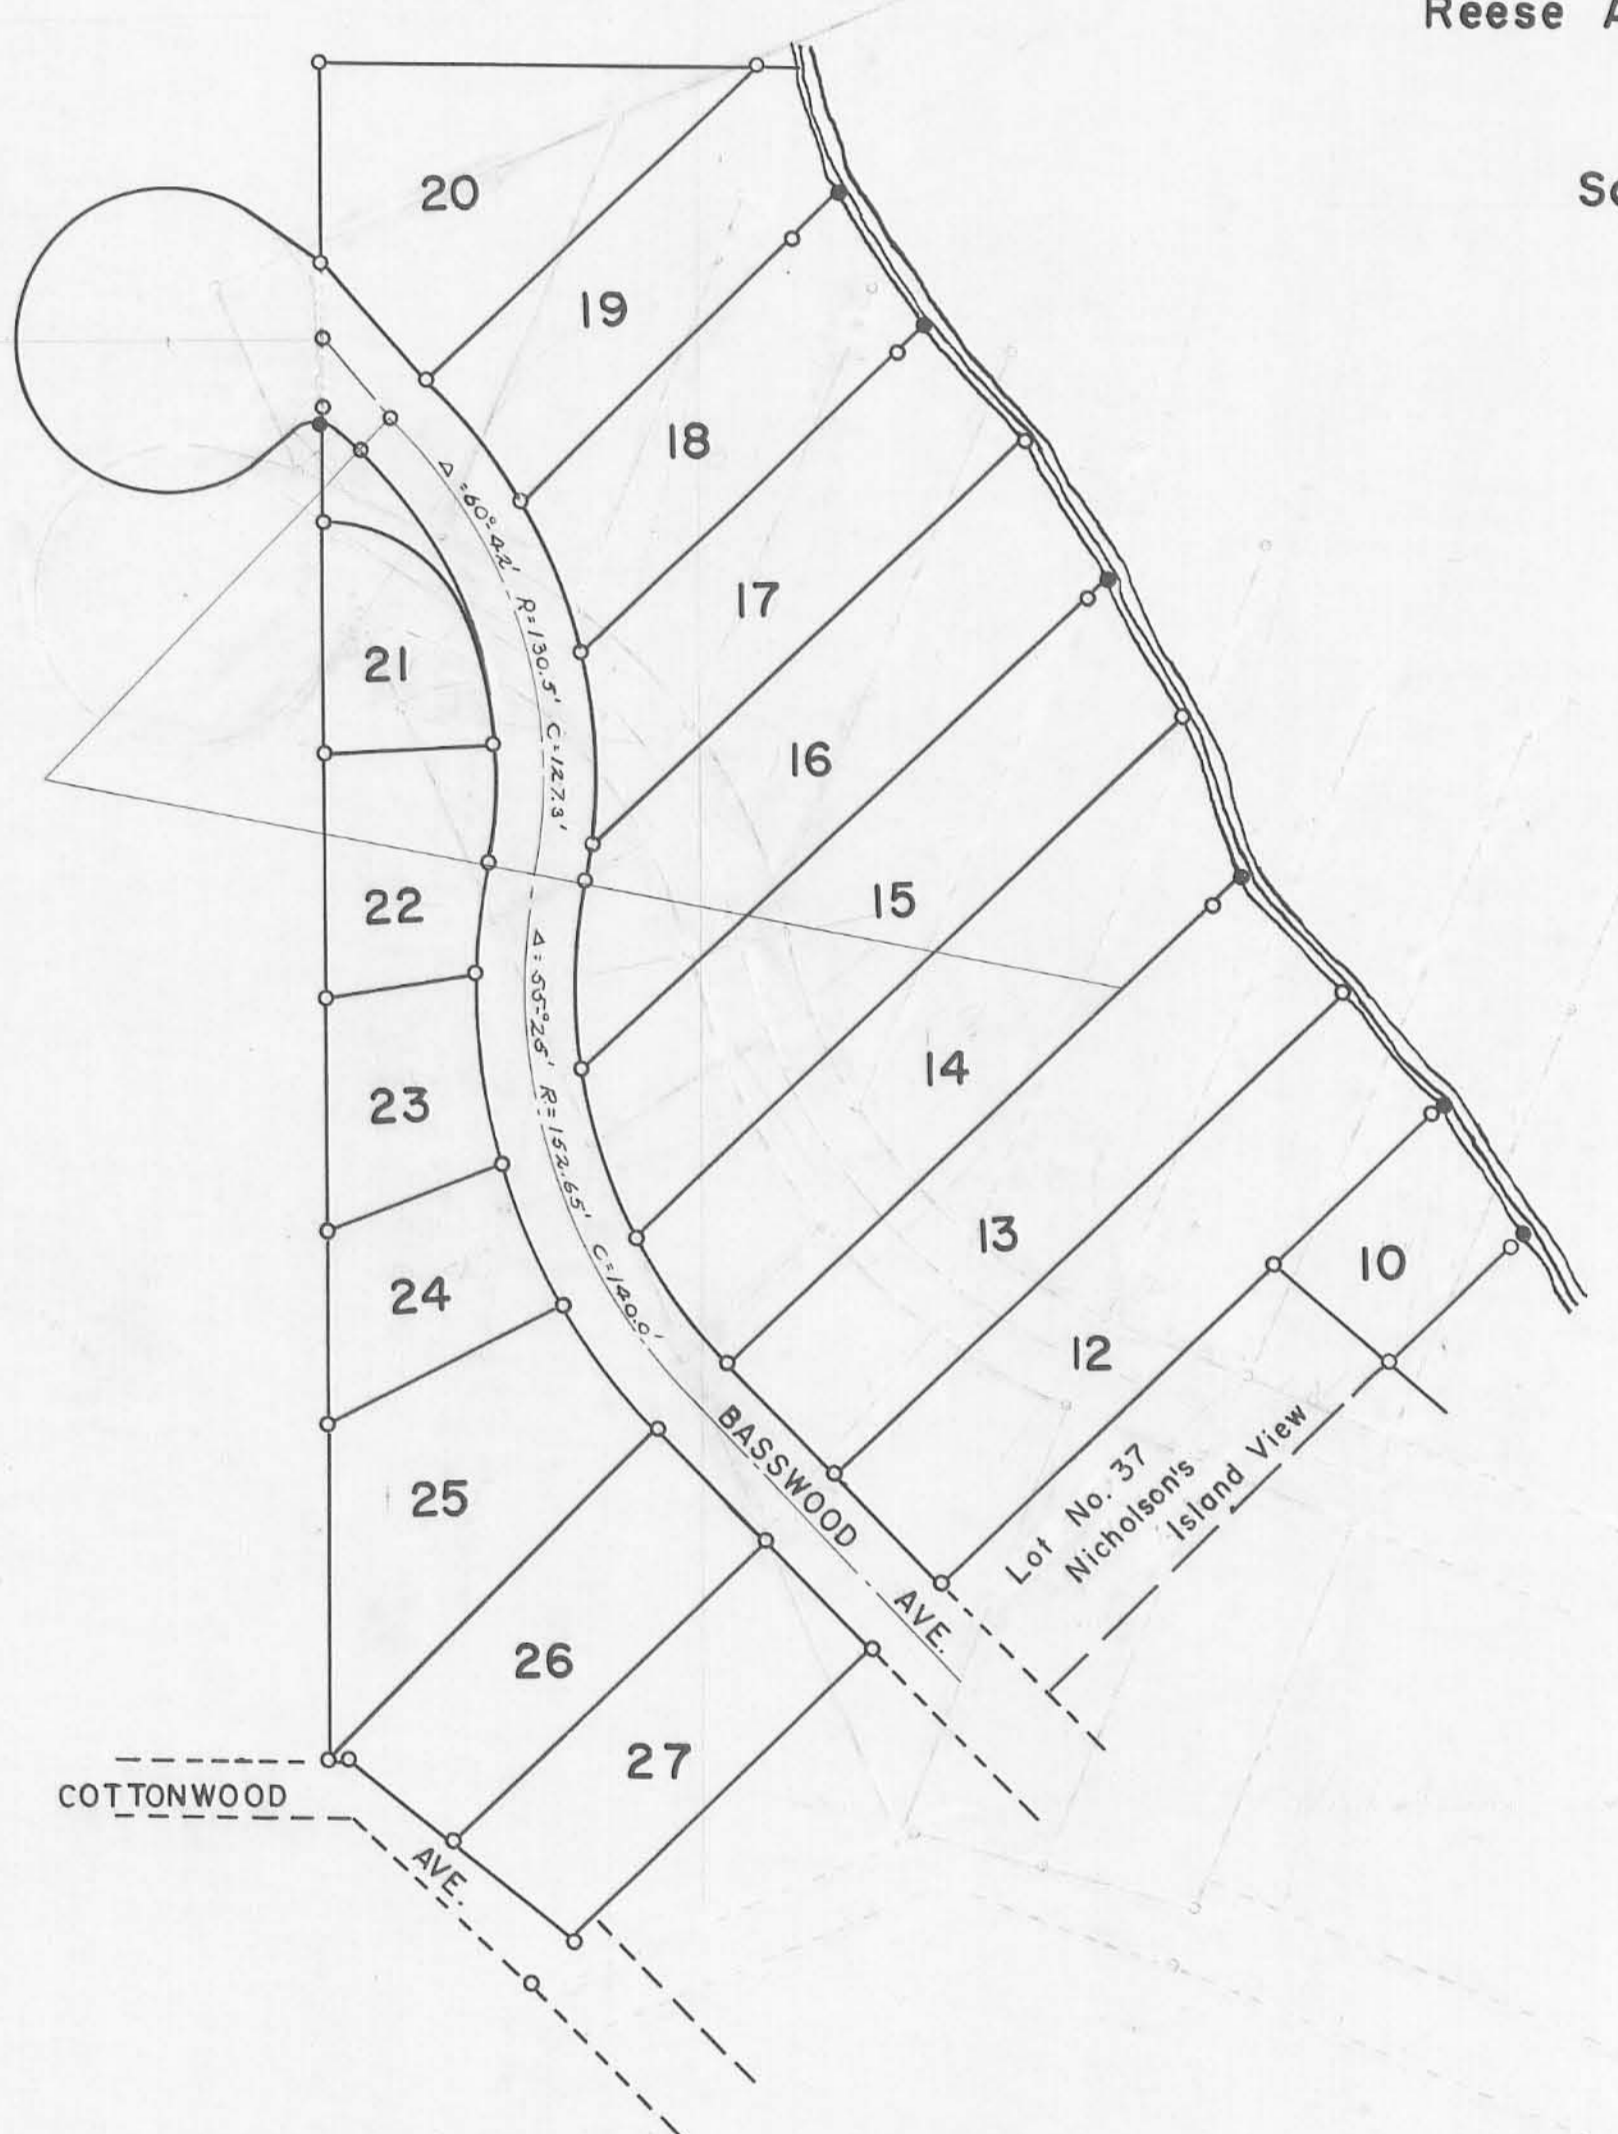 Reese
20
19
18
17
21
16
22
15
14
23
13
10
24
12
25
26
27
Δ=60°-42' R=130.5' C=127.3'
Δ=55°26' R=152.65' C=140.0'
BASSWOOD AVE.
Lot No. 37
Nicholson's
Island View
COTTONWOOD AVE.